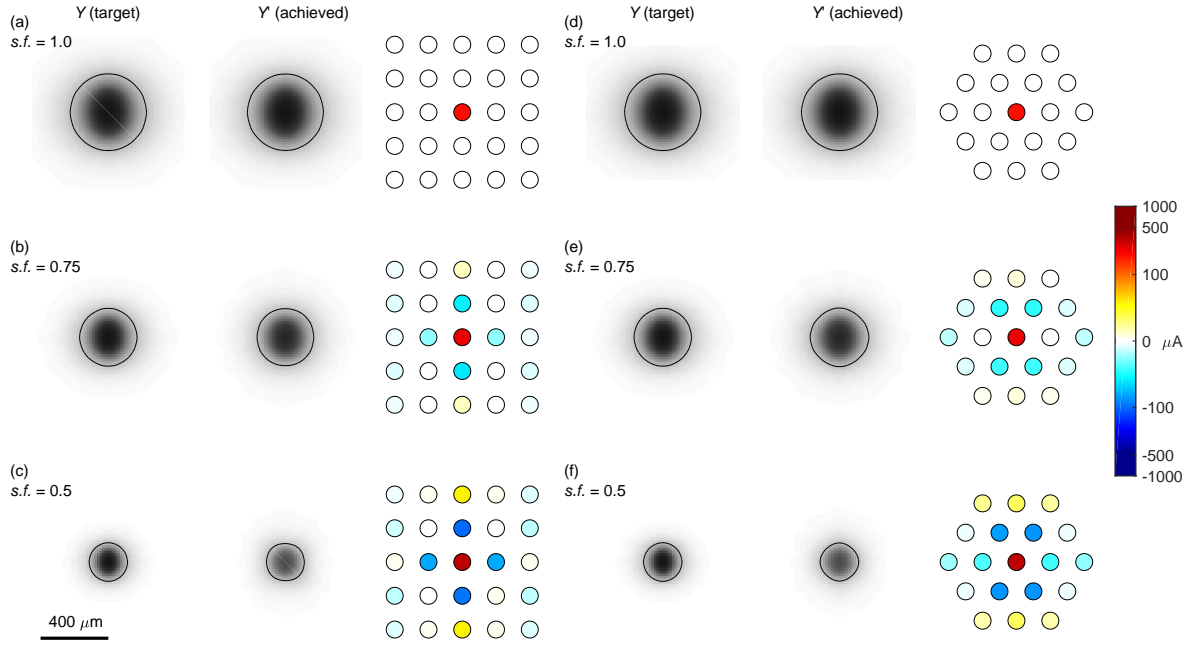 Y (target) Y' (achieved) Y (target) Y' (achieved)
(a) (d)
s.f. = 1.0 s.f. = 1.0
(b) (e)
s.f. = 0.75 s.f. = 0.75
(c) (f)
s.f. = 0.5 s.f. = 0.5
400 μm
1000
500
100
0 μA
-100
-500
-1000